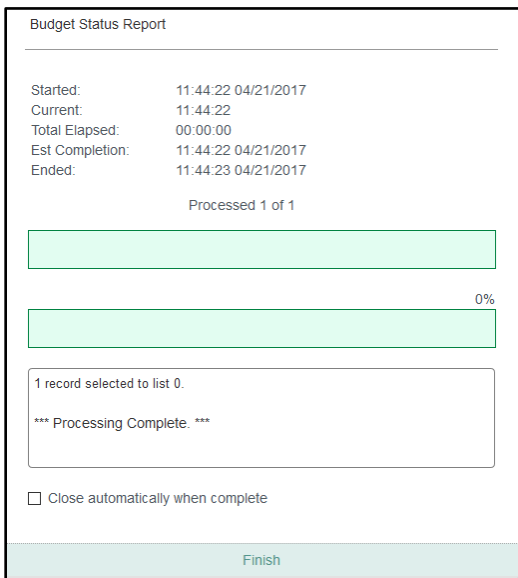 Budget Status Report
Started: 11:44:22 04/21/2017
Current: 11:44:22
Total Elapsed: 00:00:00
Est Completion: 11:44:22 04/21/2017
Ended: 11:44:23 04/21/2017
Processed 1 of 1
0%
1 record selected to list 0.
*** Processing Complete. ***
Close automatically when complete
Finish